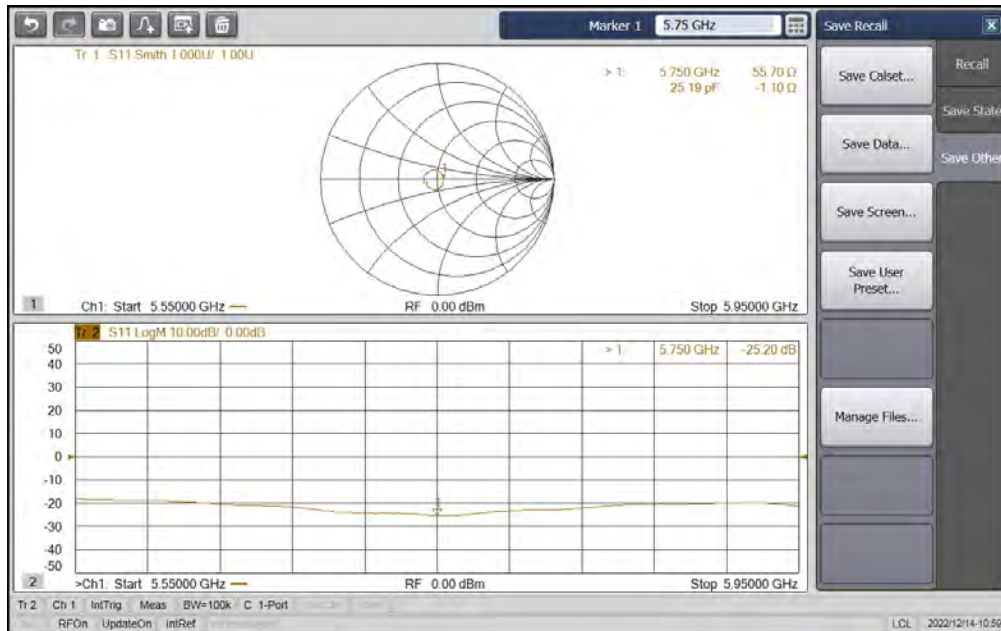 Marker 1 5.75 GHz
Save Recall
Tr 1 S11 Smith 1.000U/ 1.00U
> 1: 5.750 GHz 55.70 Ω
25.19 pF -1.10 Ω
1
1 Ch1: Start 5.55000 GHz RF 0.00 dBm Stop 5.95000 GHz
Tr 2 S11 LogM 10.00dB/ 0.00dB
> 1: 5.750 GHz -25.20 dB
50
40
30
20
10
0
-10
-20
-30
-40
-50
1
2 >Ch1: Start 5.55000 GHz RF 0.00 dBm Stop 5.95000 GHz
Save Calset...
Save Data...
Save Screen...
Save User
Preset...
Manage Files...
Recall
Save State
Save Other
Tr 2 Ch 1 IntTrig Meas BW=100k C 1-Port
RFOn UpdateOn IntRef LCL 2022/12/14-10:59